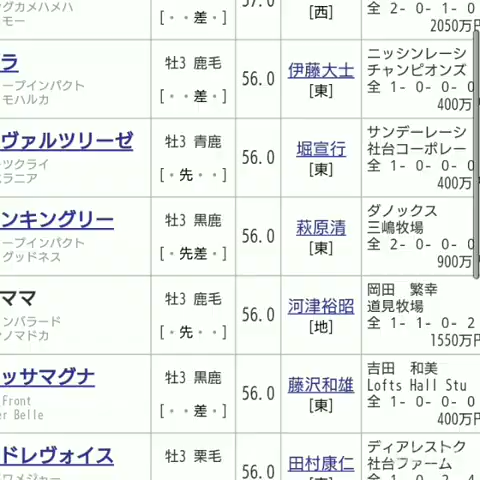 グカメハメハ
モー
[・・差・]
57.0
[西]
全 2- 0- 1- 0
2050万円
ラ
ープインパクト
モハルカ
牡3 鹿毛
[・・差・]
56.0
伊藤大士
[東]
ニッシンレーシ
チャンピオンズ
全 1- 0- 0- 0
400万
ヴァルツリーゼ
ツクライ
ラニア
牡3 青鹿
[・先・・]
56.0
堀宣行
[東]
サンデーレーシ
社台コーポレー
全 1- 0- 0- 0
400万
ンキングリー
ープインパクト
グッドネス
牡3 黒鹿
[・先差・]
56.0
萩原清
[東]
ダノックス
三嶋牧場
全 2- 0- 0- 0
900万
ママ
ンバラード
ノマドカ
牡3 鹿毛
[・先・・]
56.0
河津裕昭
[地]
岡田 繁幸
道見牧場
全 1- 1- 0- 2
1550万円
ッサマグナ
Front
er Belle
牡3 黒鹿
[・・差・]
56.0
藤沢和雄
[東]
吉田 和美
Lofts Hall Stu
全 1- 0- 0- 0
400万
ドレヴォイス
ワメジャー
牡3 栗毛
56.0
田村康仁
ディアレストク
社台ファーム